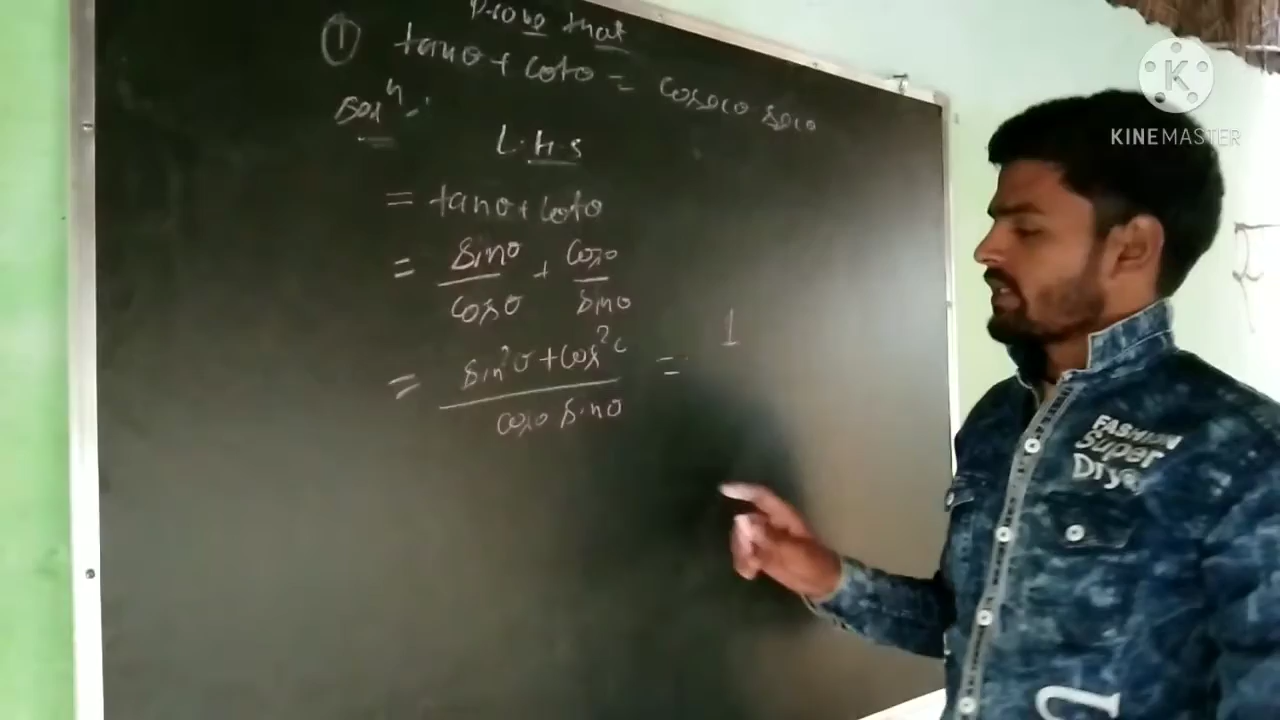 Prove that
① tanθ + cotθ = cosecθ secθ
Solⁿ:-
L.H.S
= tanθ + cotθ
= sinθ/cosθ + cosθ/sinθ
= sin²θ + cos²θ / cosθ sinθ = 1
K
KINEMASTER
FASHION
Super
Dry